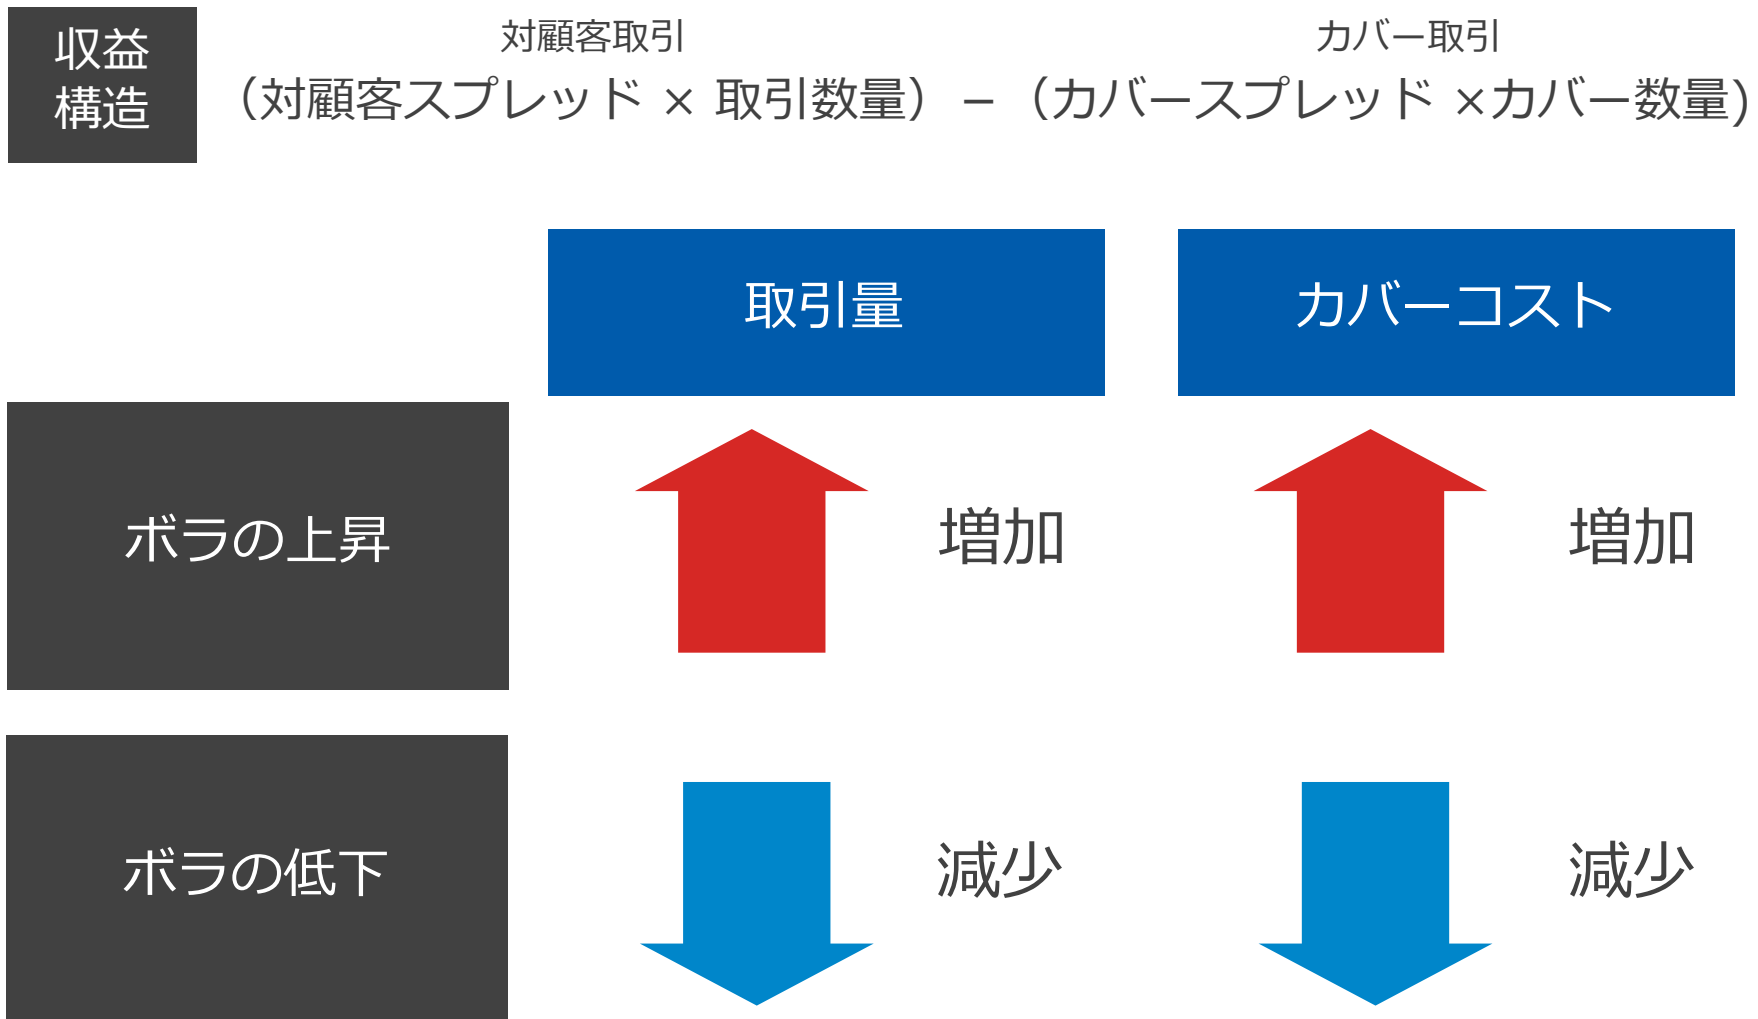 収益
構造
対顧客取引
カバー取引
（対顧客スプレッド × 取引数量）－（カバースプレッド ×カバー数量)
取引量
カバーコスト
ボラの上昇
増加
増加
ボラの低下
減少
減少